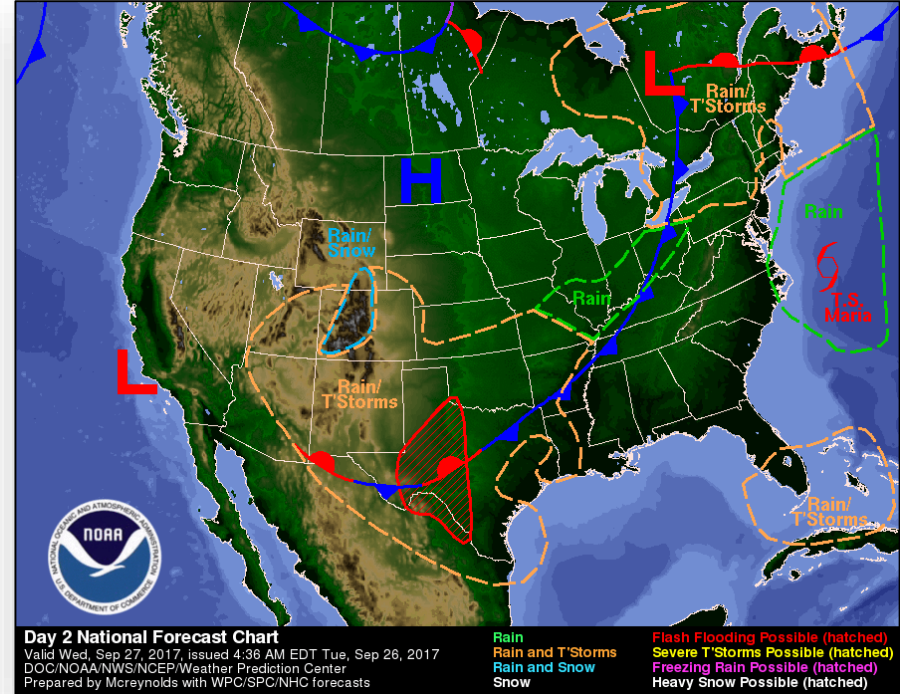 L
Rain/
T'Storms
H
Rain
Rain/
Snow
T.S.
Maria
Rain
L
Rain/
T'Storms
Rain/
T'Storms
NATIONAL OCEANIC AND ATMOSPHERIC ADMINISTRATION
NOAA
U.S. DEPARTMENT OF COMMERCE
Day 2 National Forecast Chart
Valid Wed, Sep 27, 2017, issued 4:36 AM EDT Tue, Sep 26, 2017
DOC/NOAA/NWS/NCEP/Weather Prediction Center
Prepared by Mcreynolds with WPC/SPC/NHC forecasts
Rain
Rain and T'Storms
Rain and Snow
Snow
Flash Flooding Possible (hatched)
Severe T'Storms Possible (hatched)
Freezing Rain Possible (hatched)
Heavy Snow Possible (hatched)